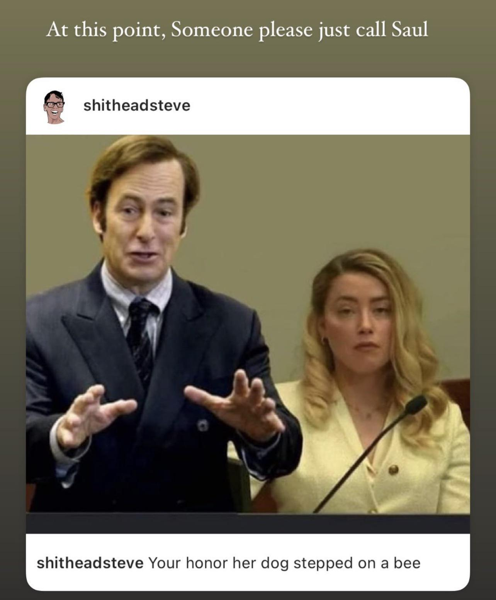 At this point, Someone please just call Saul
shitheadsteve
shitheadsteve Your honor her dog stepped on a bee